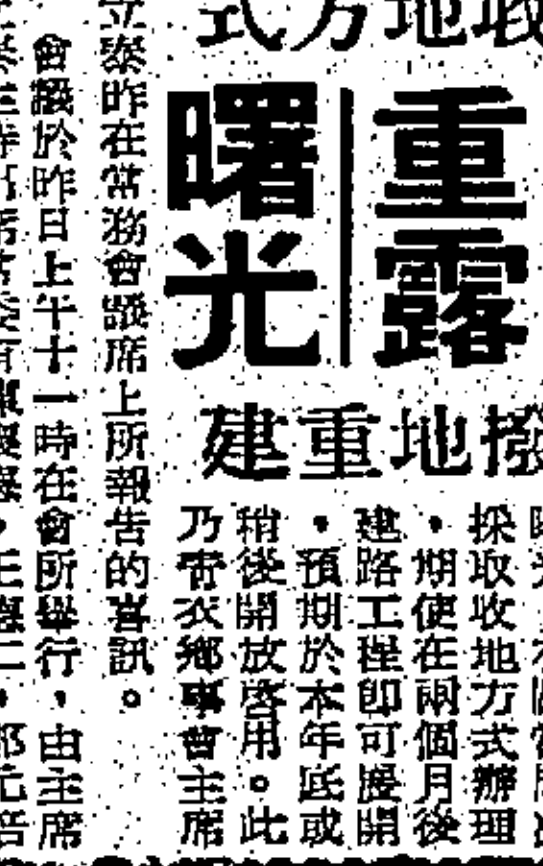 收地方式
重露
曙光
撥地重建
採取收地方式辦理
，期使在兩個月後
建路工程即可展開
，預期於本年底或
稍後開放啓用。此
乃青衣鄉事會主席
立泰昨在常務會議席上所報告的喜訊。
會議於昨日上午十一時在會所舉行，由主席